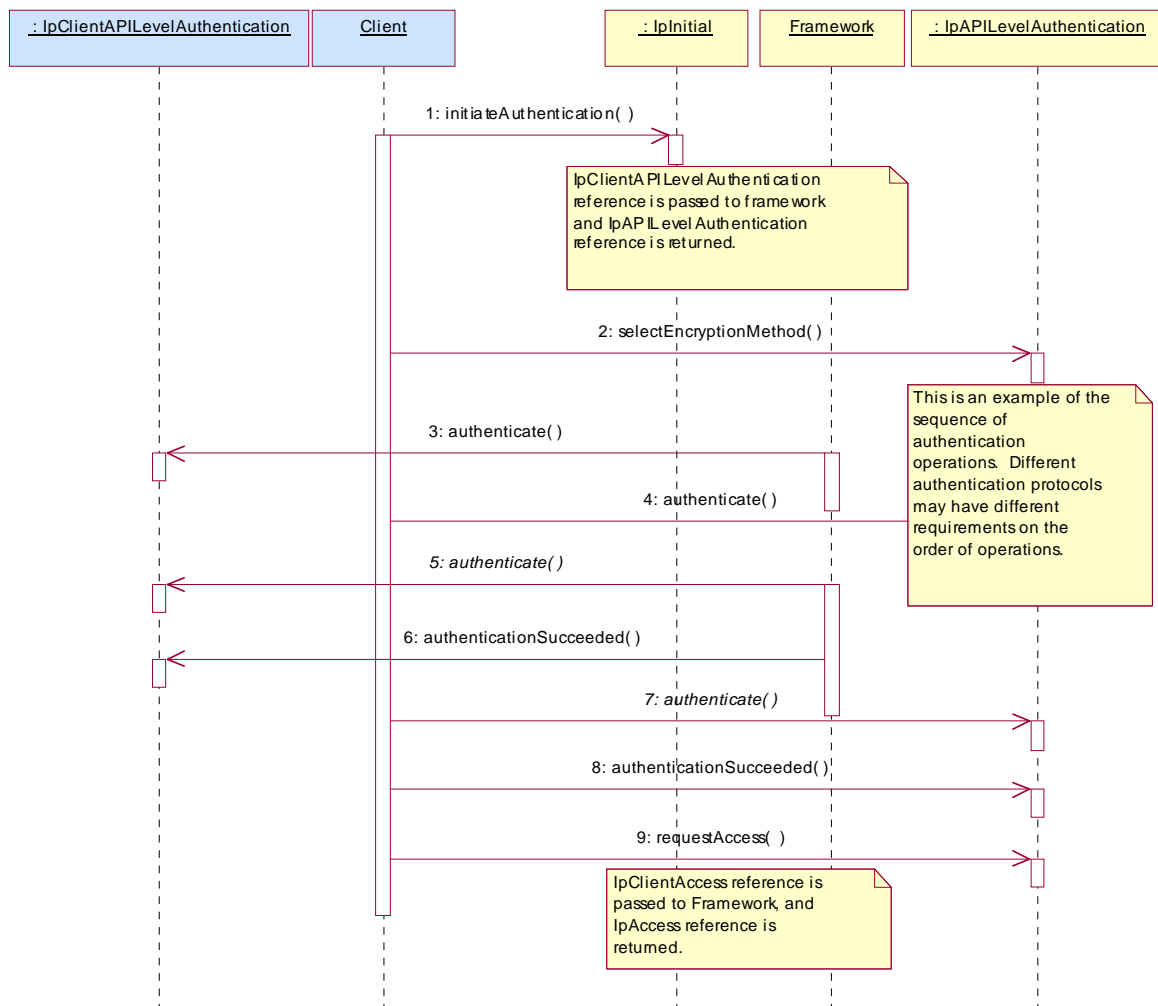 : IpClientAPILevelAuthentication
Client
: IpInitial
Framework
: IpAPILevelAuthentication
1: initiateAuthentication( )
IpClientAPILevelAuthentication
reference is passed to framework
and IpAPILevelAuthentication
reference is returned.
2: selectEncryptionMethod( )
This is an example of the
sequence of
authentication
operations. Different
authentication protocols
may have different
requirements on the
order of operations.
3: authenticate( )
4: authenticate( )
5: authenticate( )
6: authenticationSucceeded( )
7: authenticate( )
8: authenticationSucceeded( )
9: requestAccess( )
IpClientAccess reference is
passed to Framework, and
IpAccess reference is
returned.